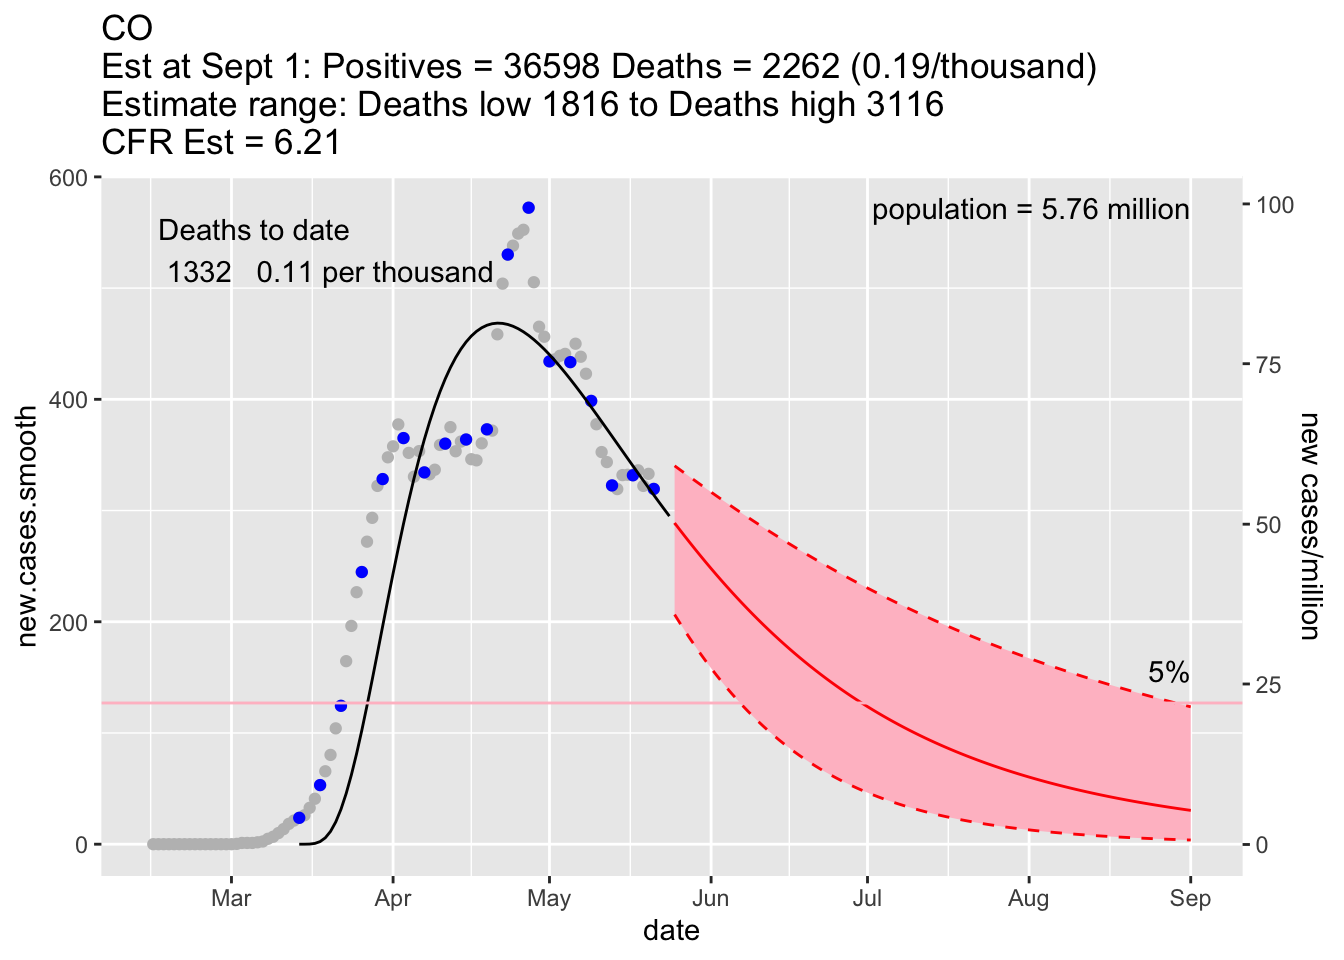 CO
Est at Sept 1: Positives = 36598 Deaths = 2262 (0.19/thousand)
Estimate range: Deaths low 1816 to Deaths high 3116
CFR Est = 6.21
600
400
200
0
new.cases.smooth
Deaths to date
1332 0.11 per thousand
population = 5.76 million
5%
100
75
50
25
0
new cases/million
Mar Apr May Jun Jul Aug Sep
date